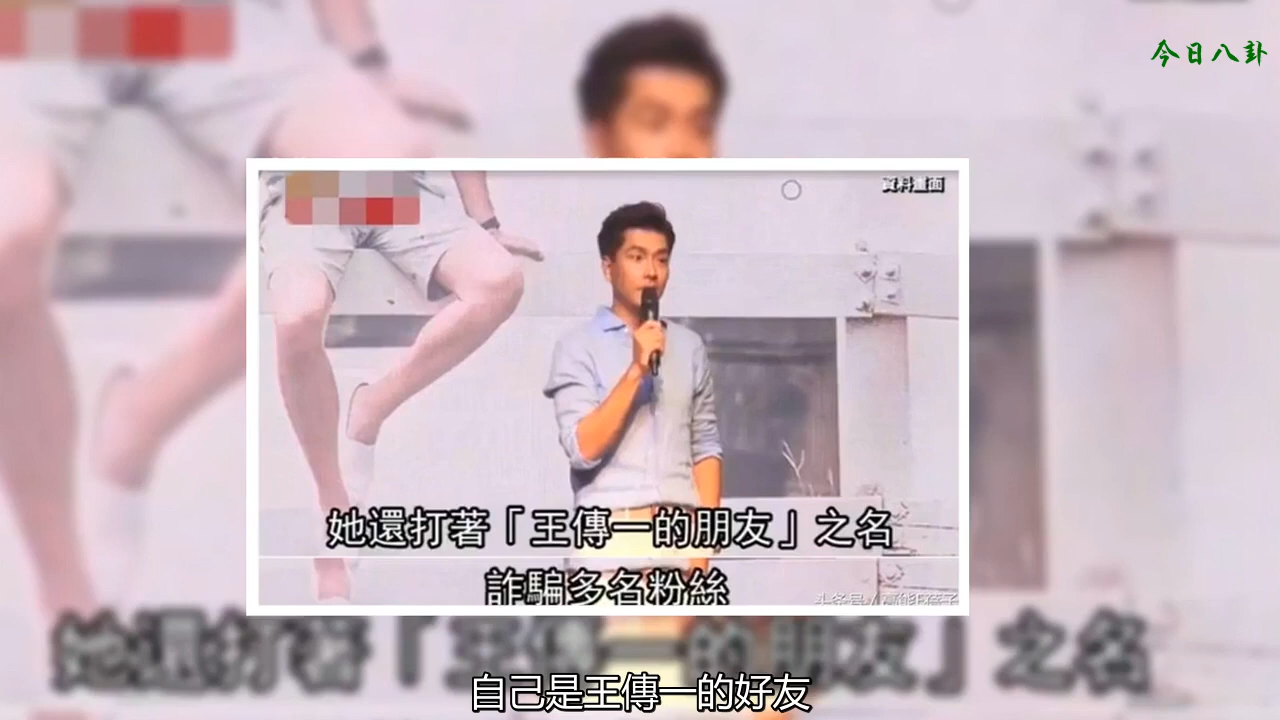 今日八卦
資料畫面
她還打著「王傳一的朋友」之名
詐騙多名粉絲
她還打著「王傳一的朋友」之名
自己是王傳一的好友